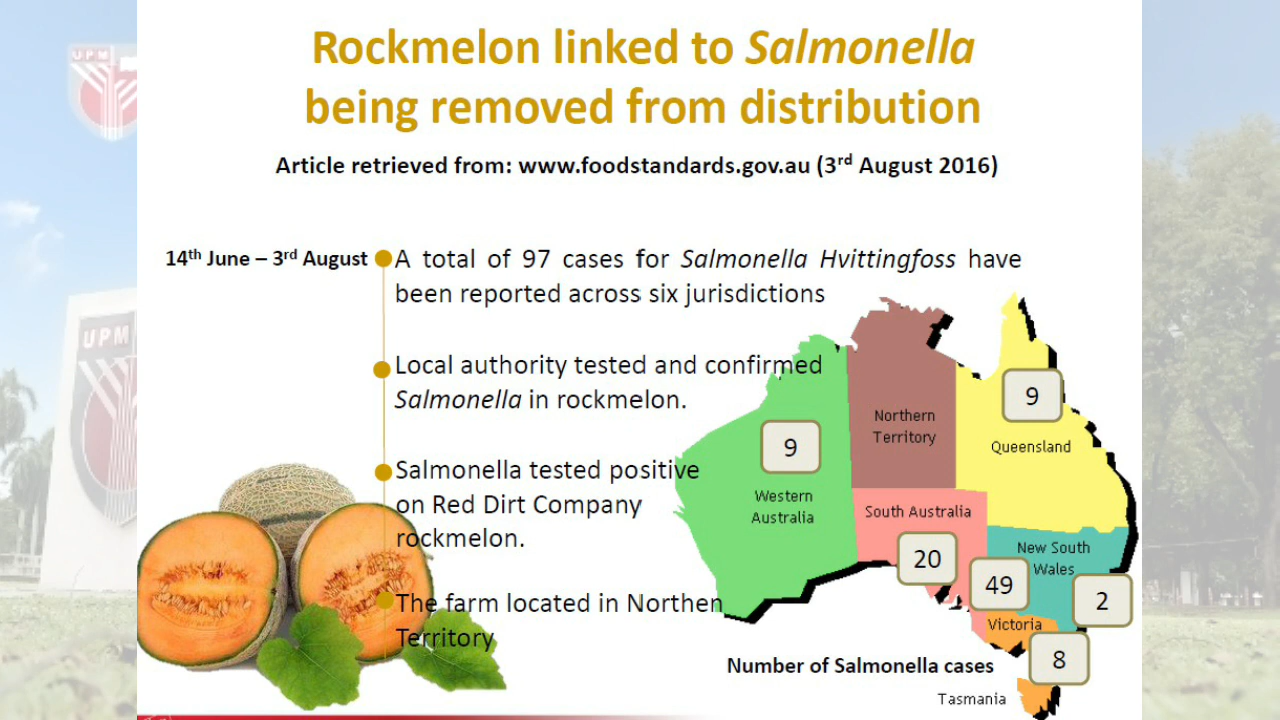 Rockmelon linked to Salmonella
being removed from distribution
Article retrieved from: www.foodstandards.gov.au (3rd August 2016)
14th June – 3rd August
A total of 97 cases for Salmonella Hvittingfoss have
been reported across six jurisdictions
Local authority tested and confirmed
Salmonella in rockmelon.
Salmonella tested positive
on Red Dirt Company
rockmelon.
The farm located in Northen
Territory
9
Western
Australia
Northern
Territory
9
Queensland
South Australia
20
New South
Wales
49
2
Victoria
8
Number of Salmonella cases
Tasmania
UPM
UPM